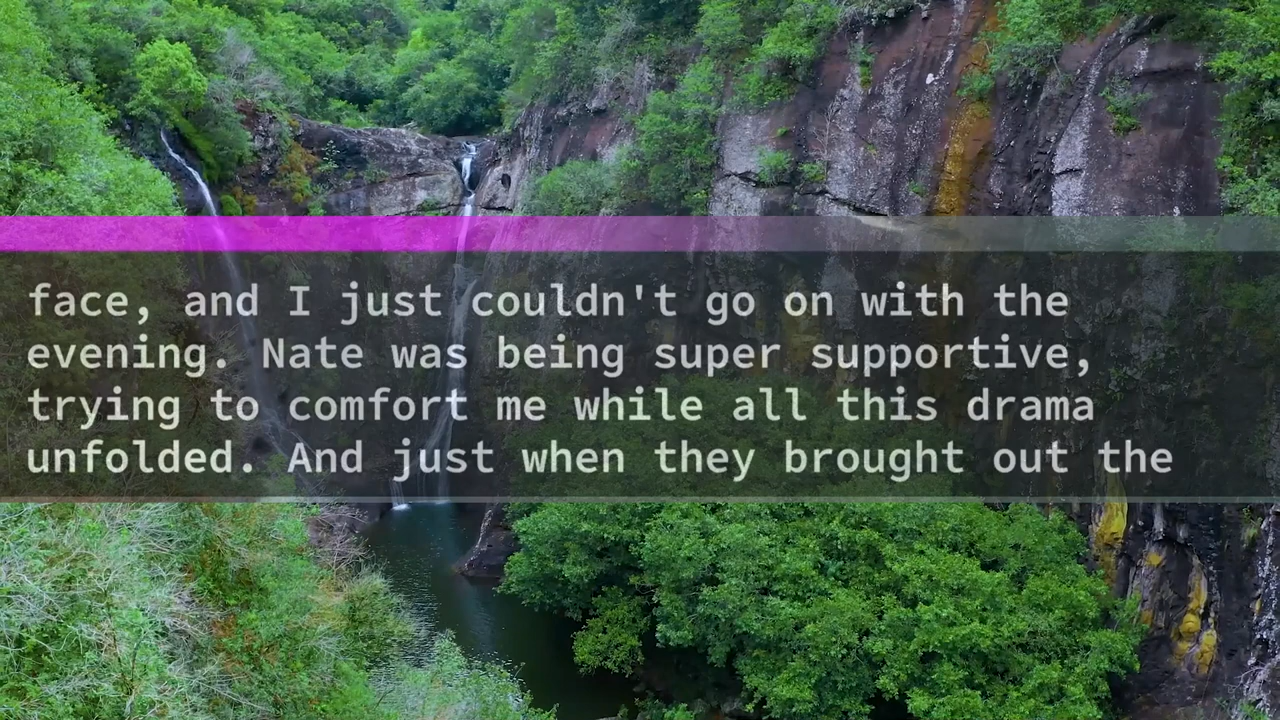 face, and I just couldn't go on with the
evening. Nate was being super supportive,
trying to comfort me while all this drama
unfolded. And just when they brought out the